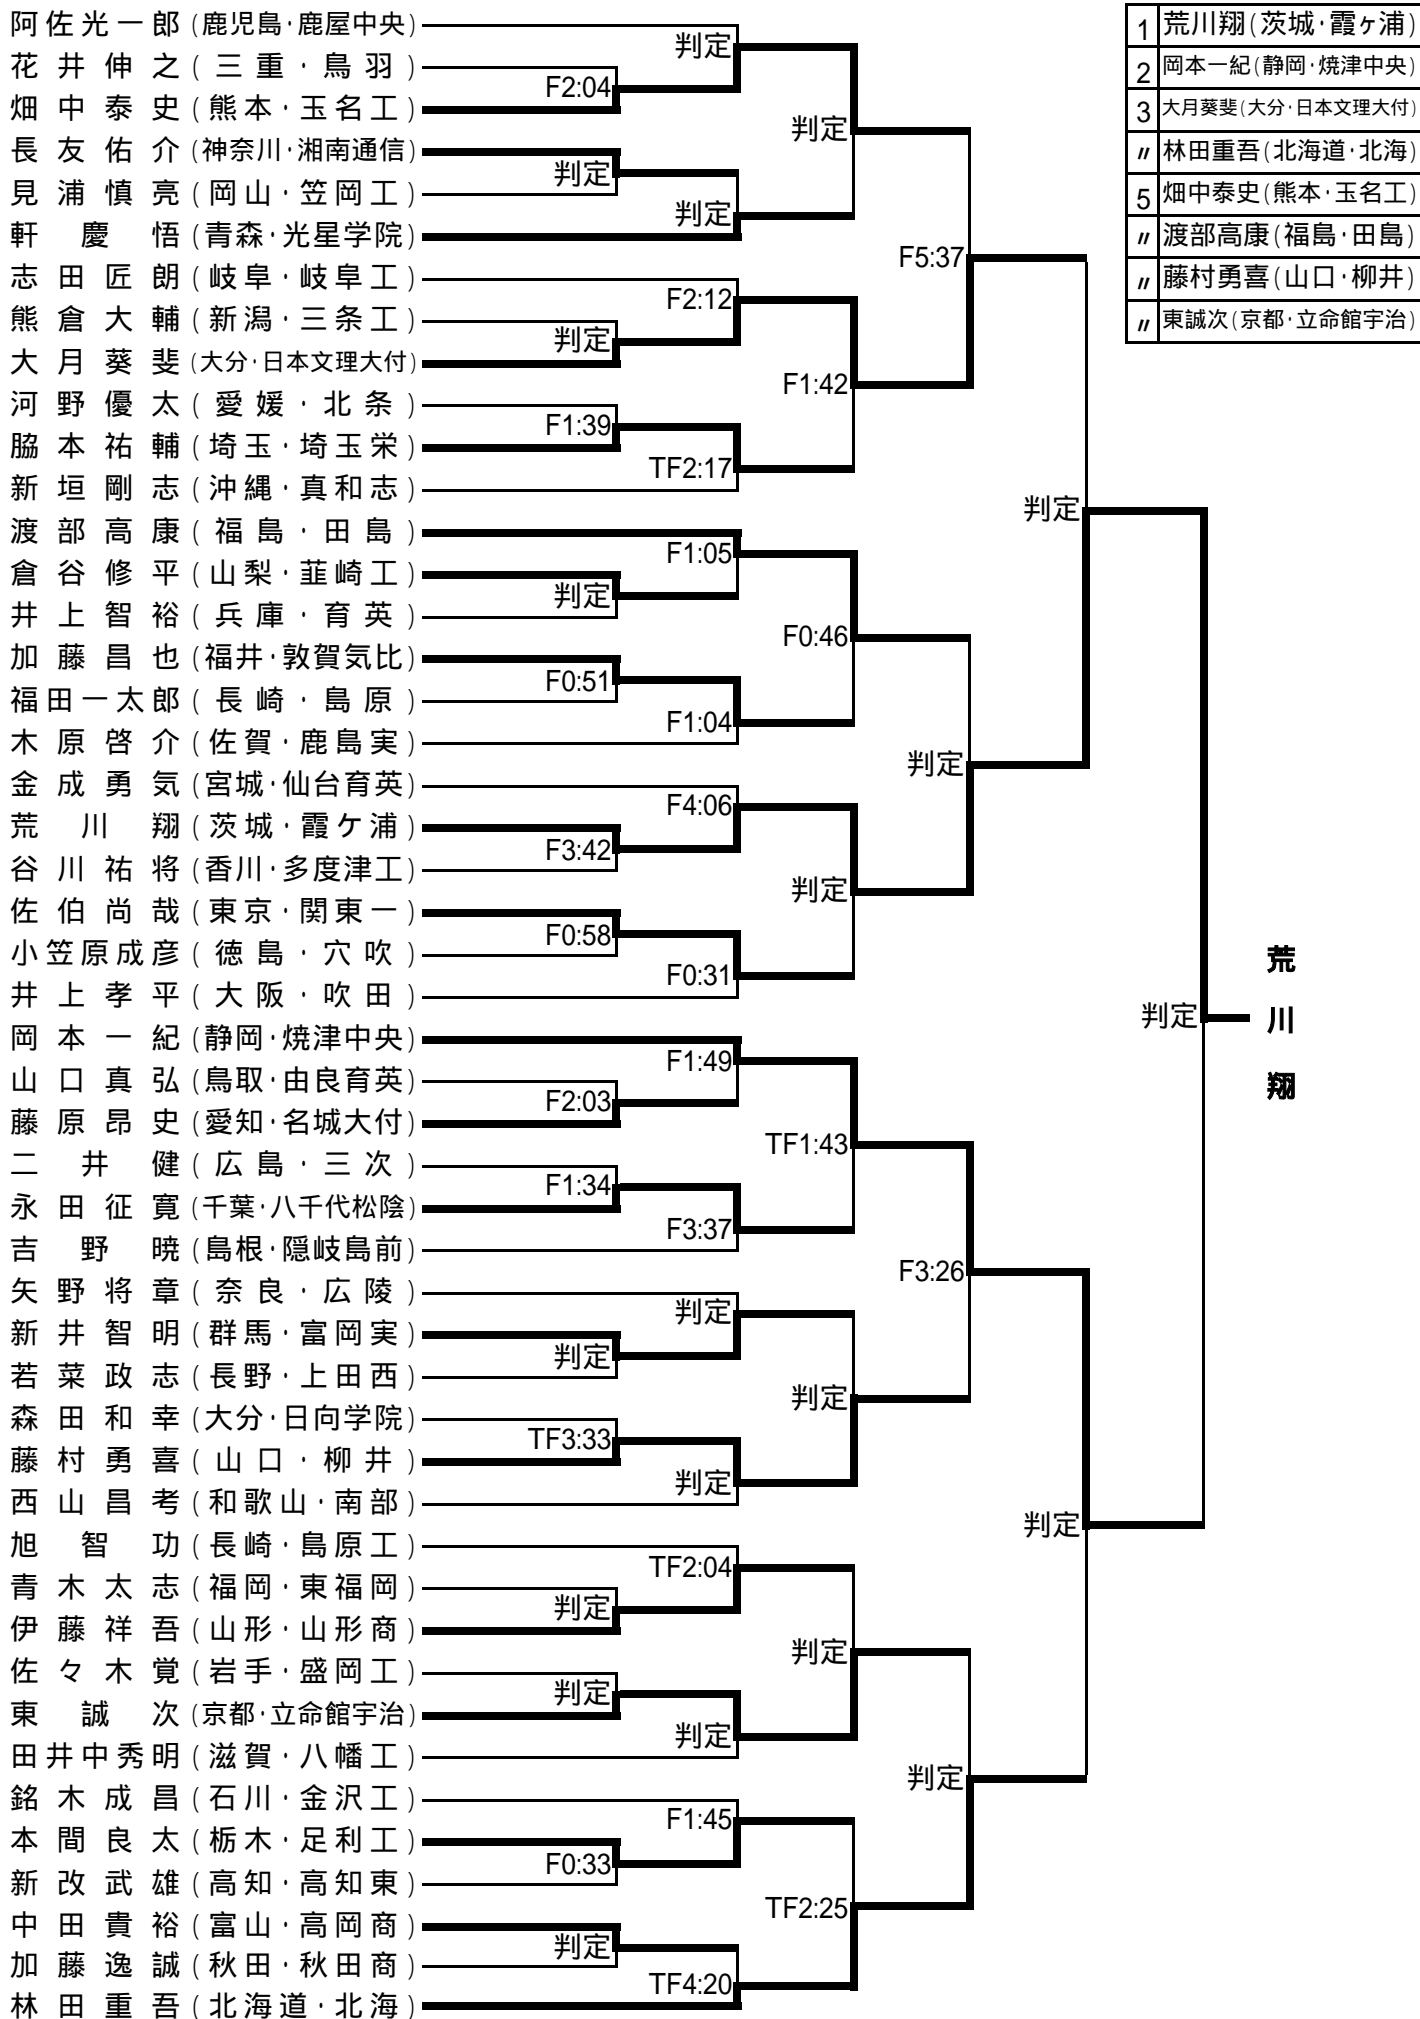 阿佐光一郎(鹿児島・鹿屋中央)
花井伸之(三重・鳥羽)
畑中泰史(熊本・玉名工)
長友佑介(神奈川・湘南通信)
見浦慎亮(岡山・笠岡工)
軒慶悟(青森・光星学院)
志田匠朗(岐阜・岐阜工)
熊倉大輔(新潟・三条工)
大月葵斐(大分・日本文理大付)
河野優太(愛媛・北条)
脇本祐輔(埼玉・埼玉栄)
新垣剛志(沖縄・真和志)
渡部高康(福島・田島)
倉谷修平(山梨・韮崎工)
井上智裕(兵庫・育英)
加藤昌也(福井・敦賀気比)
福田一太郎(長崎・島原)
木原啓介(佐賀・鹿島実)
金成勇気(宮城・仙台育英)
荒川翔(茨城・霞ケ浦)
谷川祐将(香川・多度津工)
佐伯尚哉(東京・関東一)
小笠原成彦(徳島・穴吹)
井上孝平(大阪・吹田)
岡本一紀(静岡・焼津中央)
山口真弘(鳥取・由良育英)
藤原昂史(愛知・名城大付)
二井健(広島・三次)
永田征寛(千葉・八千代松陰)
吉野暁(島根・隠岐島前)
矢野将章(奈良・広陵)
新井智明(群馬・富岡実)
若菜政志(長野・上田西)
森田和幸(大分・日向学院)
藤村勇喜(山口・柳井)
西山昌考(和歌山・南部)
旭智功(長崎・島原工)
青木太志(福岡・東福岡)
伊藤祥吾(山形・山形商)
佐々木覚(岩手・盛岡工)
東誠次(京都・立命館宇治)
田井中秀明(滋賀・八幡工)
銘木成昌(石川・金沢工)
本間良太(栃木・足利工)
新改武雄(高知・高知東)
中田貴裕(富山・高岡商)
加藤逸誠(秋田・秋田商)
林田重吾(北海道・北海)
F2:04
判定
判定
F1:39
判定
F0:51
F3:42
F0:58
F2:03
F1:34
判定
TF3:33
判定
判定
F0:33
判定
判定
判定
F2:12
TF2:17
F1:05
F1:04
F4:06
F0:31
F1:49
F3:37
判定
判定
TF2:04
判定
F1:45
TF4:20
判定
F1:42
F0:46
判定
TF1:43
判定
判定
TF2:25
F5:37
判定
F3:26
判定
判定
判定
判定
荒川翔
1 荒川翔(茨城・霞ヶ浦)
2 岡本一紀(静岡・焼津中央)
3 大月葵斐(大分・日本文理大付)
〃 林田重吾(北海道・北海)
5 畑中泰史(熊本・玉名工)
〃 渡部高康(福島・田島)
〃 藤村勇喜(山口・柳井)
〃 東誠次(京都・立命館宇治)